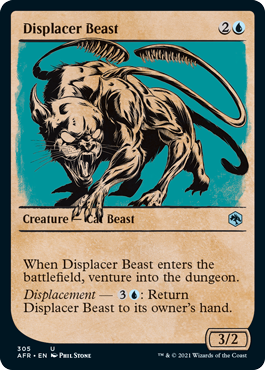 Displacer Beast 2
Creature — Cat Beast
When Displacer Beast enters the
battlefield, venture into the dungeon.
Displacement — 3 : Return
Displacer Beast to its owner's hand.
3/2
305 U
AFR • EN Phil Stone
™ & © 2021 Wizards of the Coast